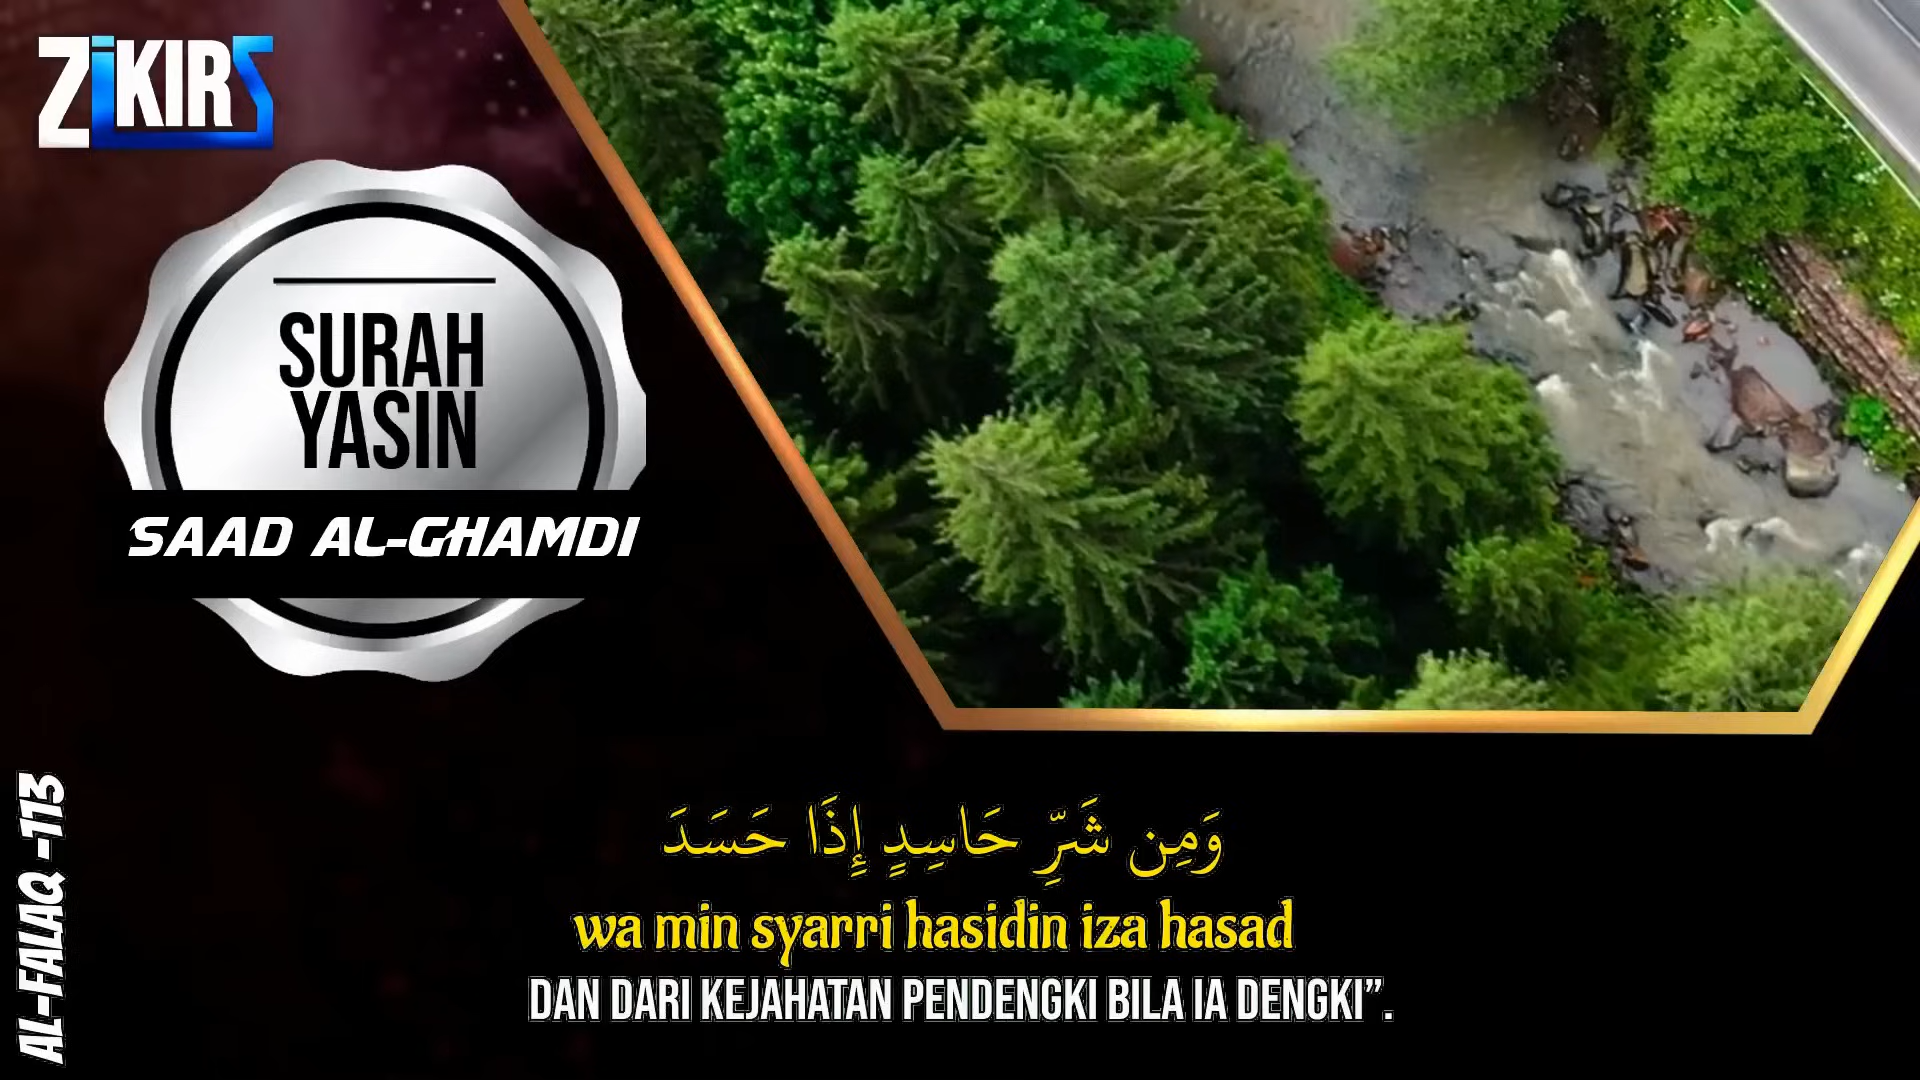 ZiKIRS
SURAH
YASIN
SAAD AL-GHAMDI
AL-FALAQ -113
وَمِن شَرِّ حَاسِدٍ إِذَا حَسَدَ
wa min syarri hasidin iza hasad
DAN DARI KEJAHATAN PENDENGKI BILA IA DENGKI”.